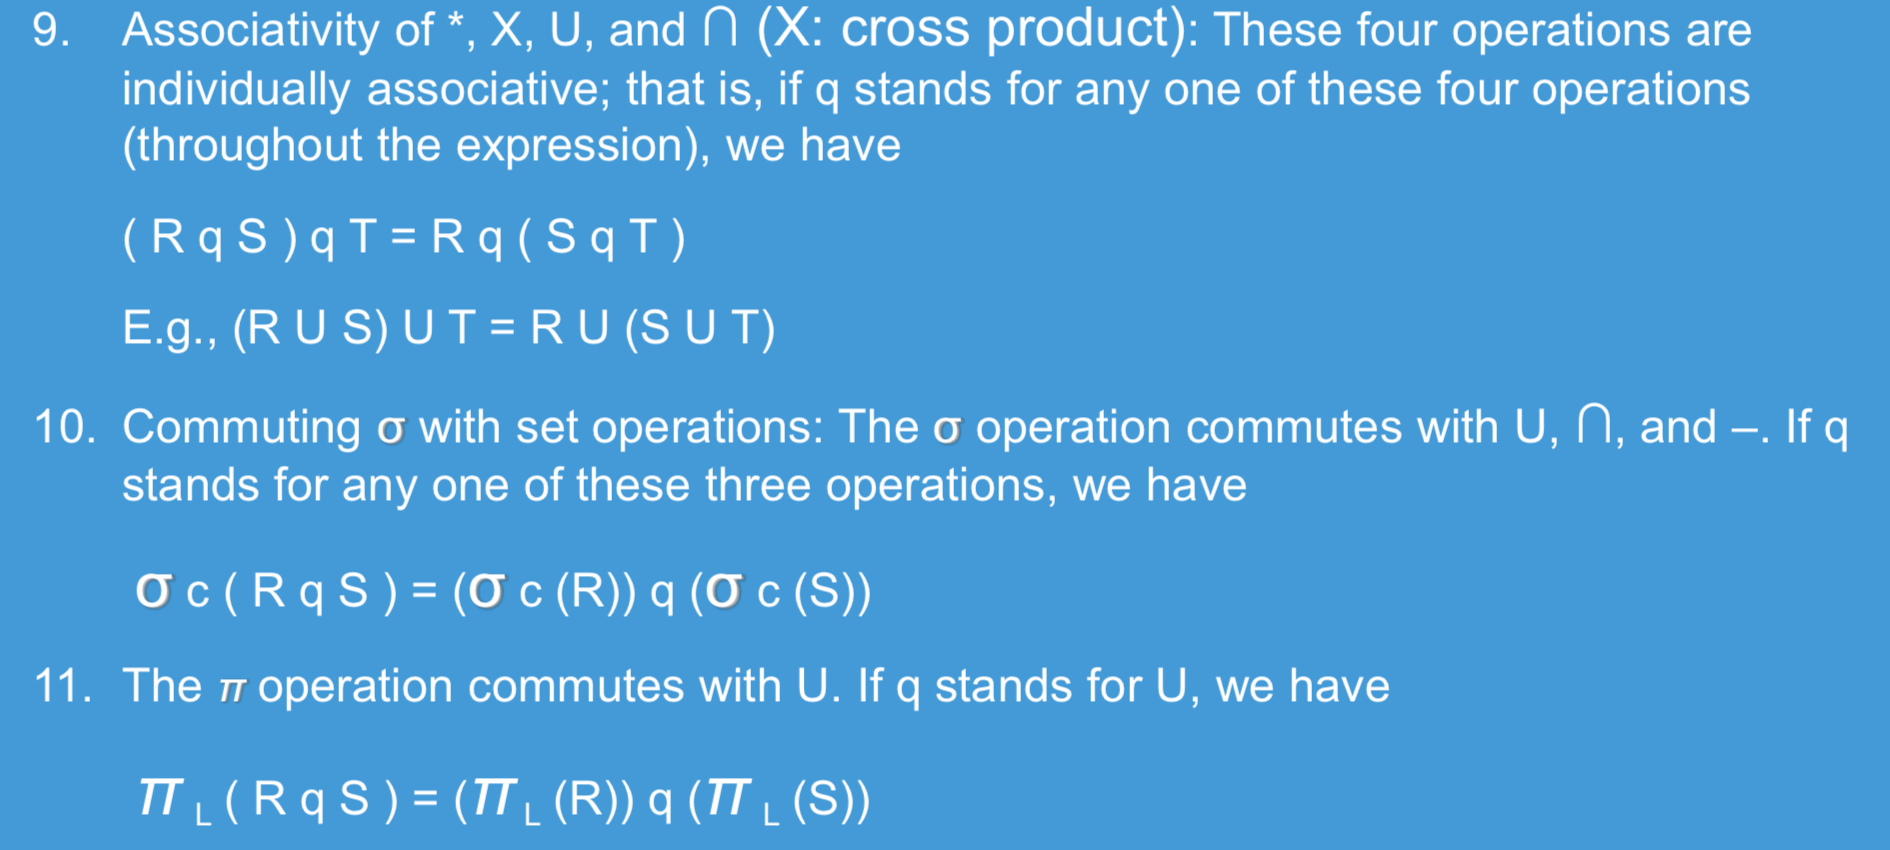 9. Associativity of *, X, U, and ∩ (X: cross product): These four operations are
individually associative; that is, if q stands for any one of these four operations
(throughout the expression), we have
( R q S ) q T = R q ( S q T )
E.g., (R U S) U T = R U (S U T)
10. Commuting σ with set operations: The σ operation commutes with U, ∩, and –. If q
stands for any one of these three operations, we have
σ c ( R q S ) = (σ c (R)) q (σ c (S))
11. The π operation commutes with U. If q stands for U, we have
π L ( R q S ) = (π L (R)) q (π L (S))